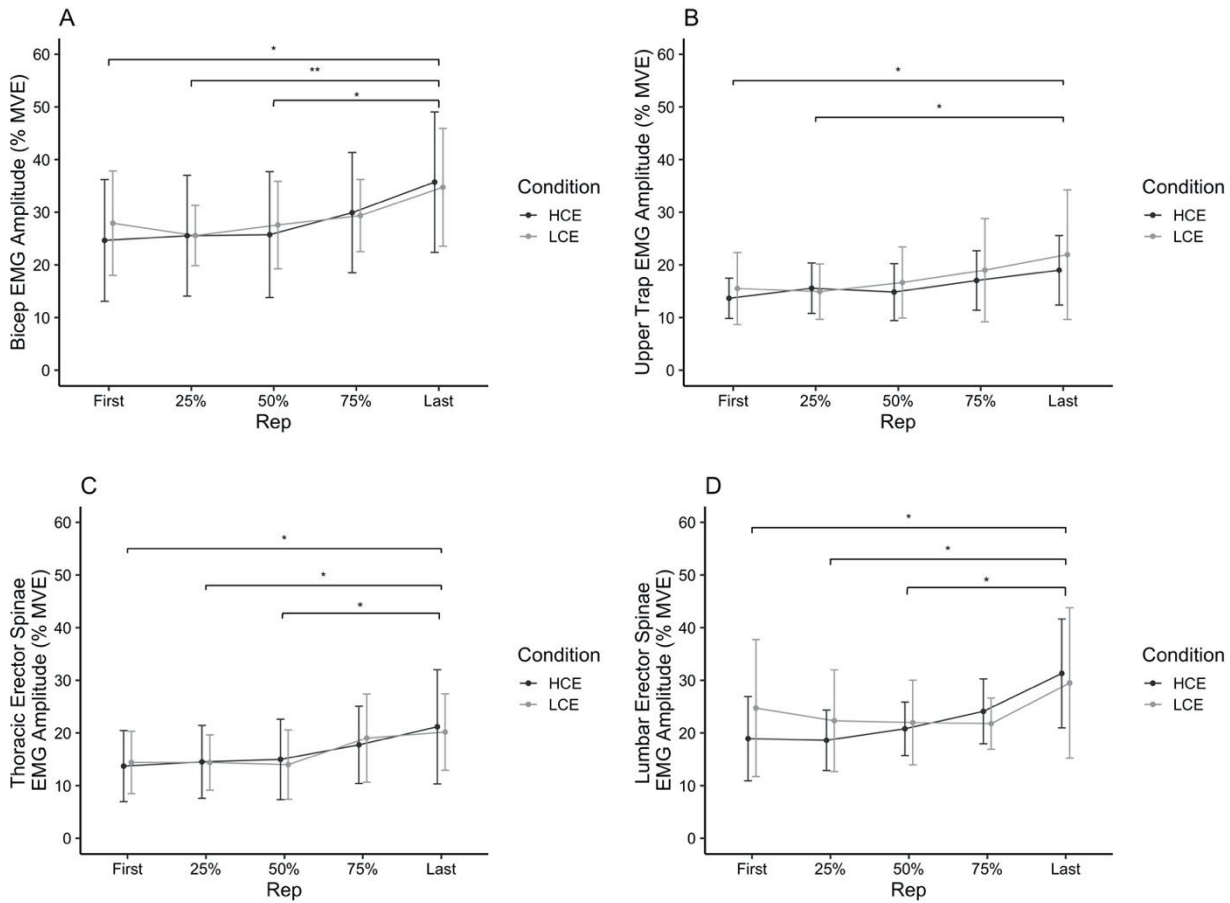 A
60
50
40
30
20
10
0
Bicep EMG Amplitude (% MVE)
*
**
*
First 25% 50% 75% Last
Rep
Condition
HCE
LCE
B
60
50
40
30
20
10
0
Upper Trap EMG Amplitude (% MVE)
*
*
First 25% 50% 75% Last
Rep
Condition
HCE
LCE
C
60
50
40
30
20
10
0
Thoracic Erector Spinae
EMG Amplitude (% MVE)
*
*
*
First 25% 50% 75% Last
Rep
Condition
HCE
LCE
D
60
50
40
30
20
10
0
Lumbar Erector Spinae
EMG Amplitude (% MVE)
*
*
*
First 25% 50% 75% Last
Rep
Condition
HCE
LCE